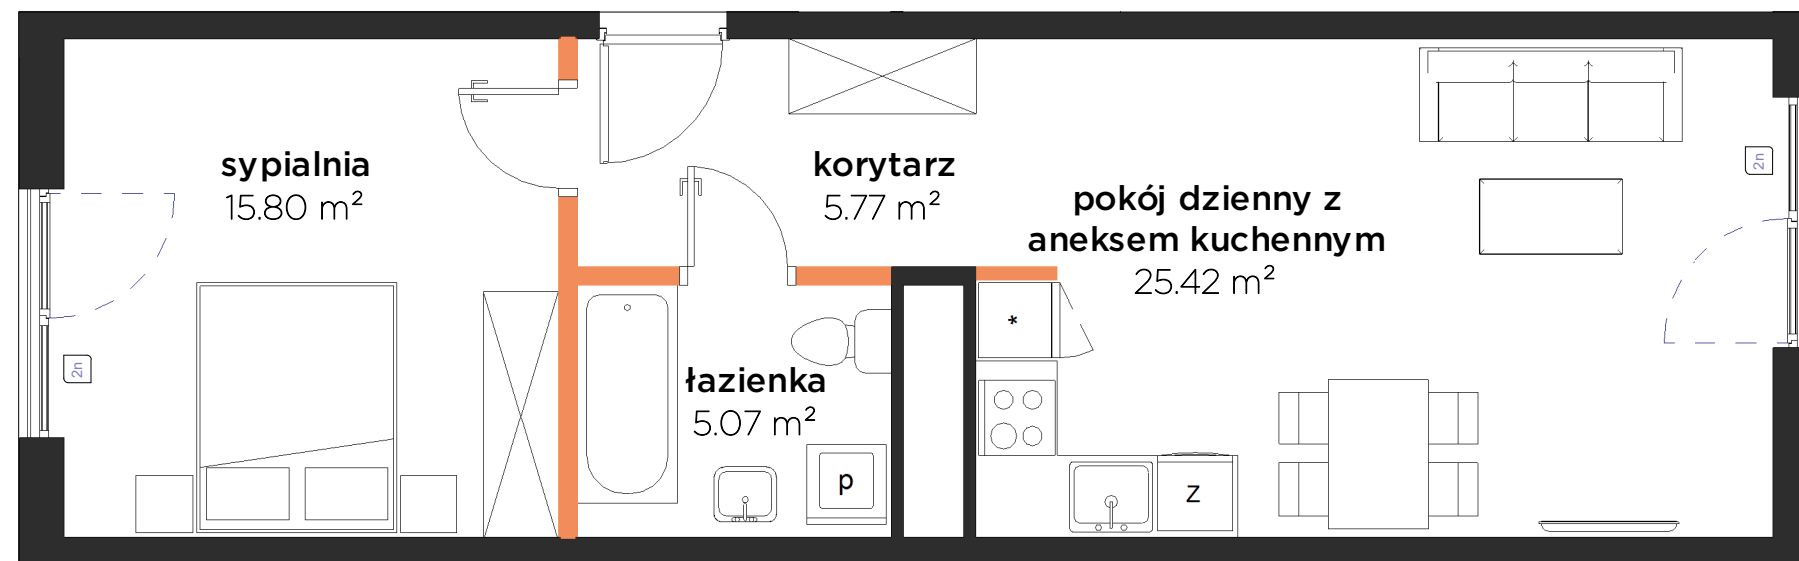 sypialnia
15.80 m²
korytarz
5.77 m²
pokój dzienny z
aneksem kuchennym
25.42 m²
łazienka
5.07 m²
2n
2n
*
p
Z